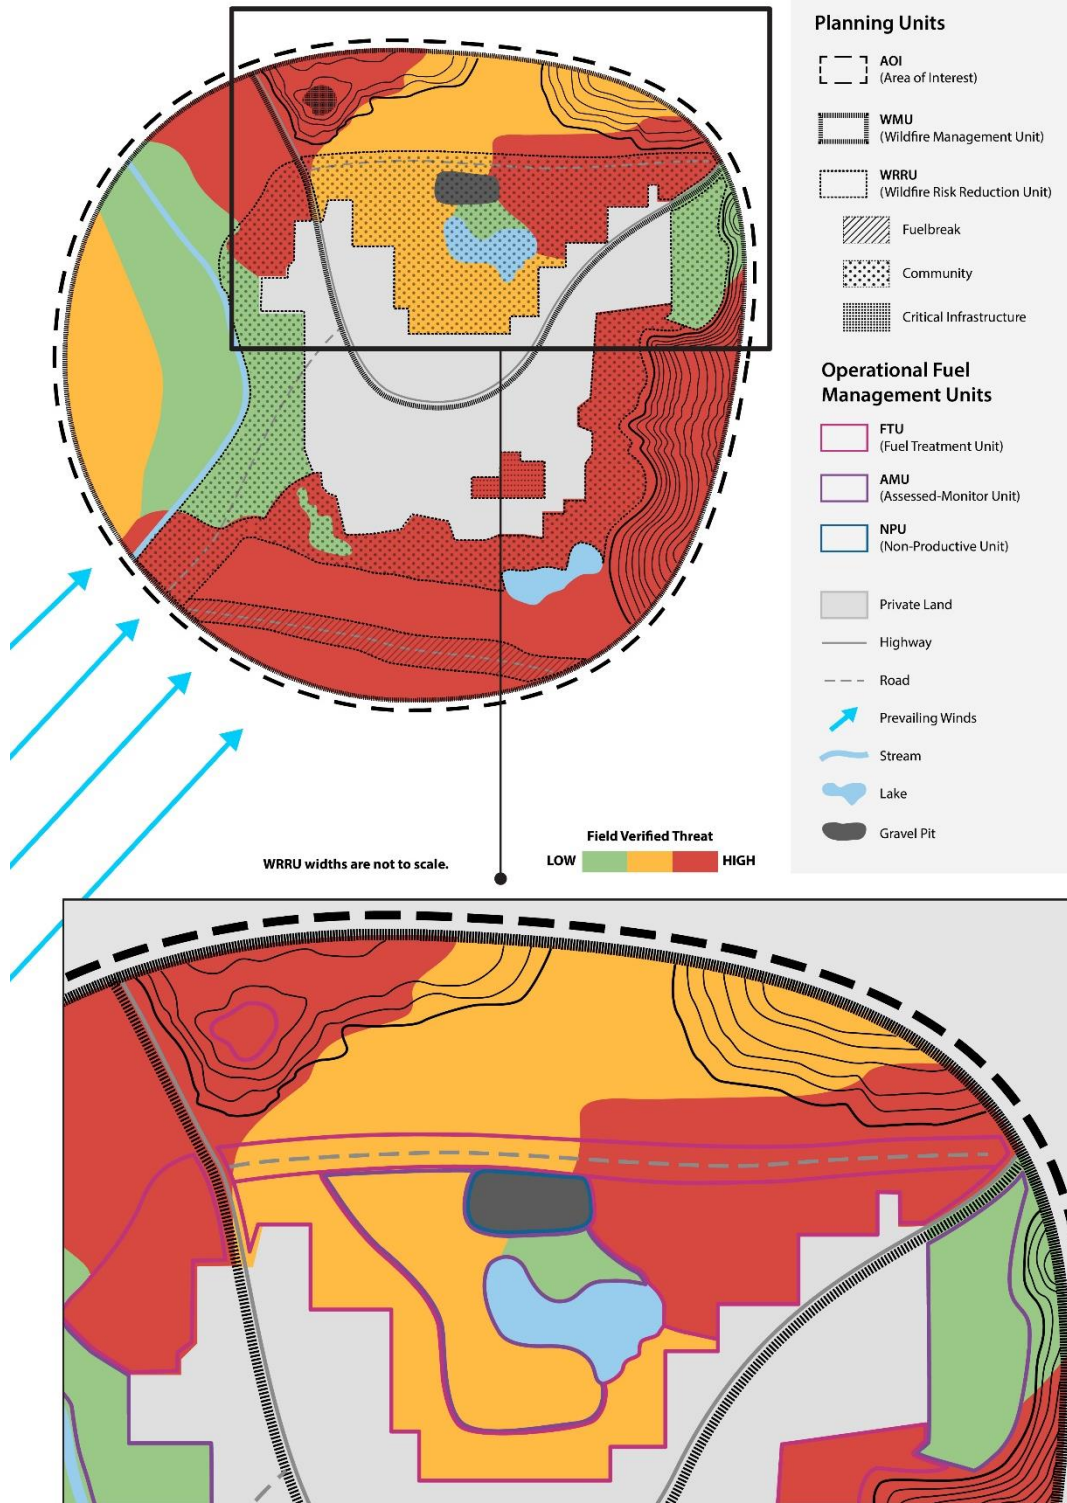 Planning Units
AOI
(Area of Interest)
WMU
(Wildfire Management Unit)
WRRU
(Wildfire Risk Reduction Unit)
Fuelbreak
Community
Critical Infrastructure
Operational Fuel
Management Units
FTU
(Fuel Treatment Unit)
AMU
(Assessed-Monitor Unit)
NPU
(Non-Productive Unit)
Private Land
Highway
Road
Prevailing Winds
Stream
Lake
Gravel Pit
Field Verified Threat
LOW HIGH
WRRU widths are not to scale.